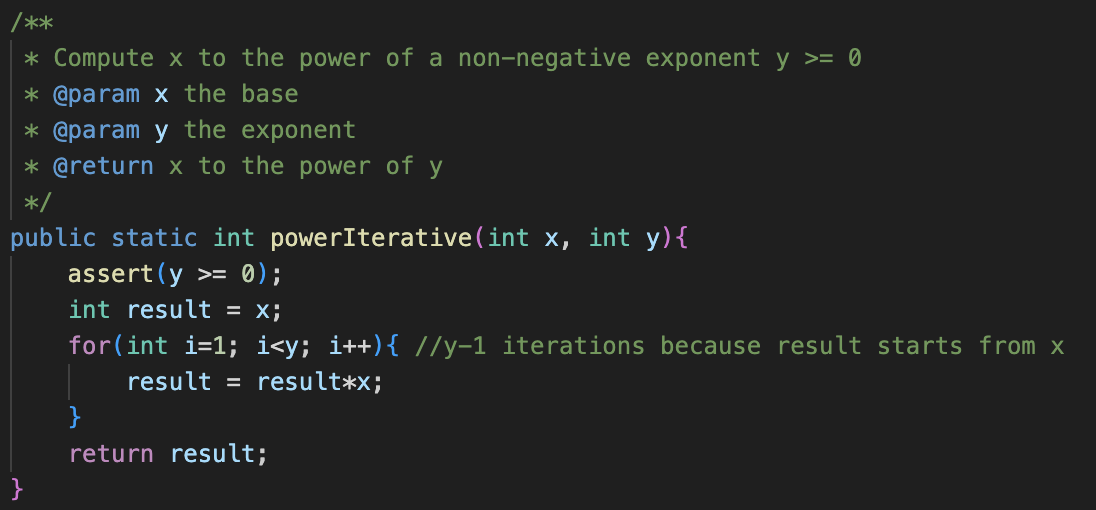 /**
 * Compute x to the power of a non-negative exponent y >= 0
 * @param x the base
 * @param y the exponent
 * @return x to the power of y
 */
public static int powerIterative(int x, int y){
    assert(y >= 0);
    int result = x;
    for(int i=1; i<y; i++){ //y-1 iterations because result starts from x
        result = result*x;
    }
    return result;
}